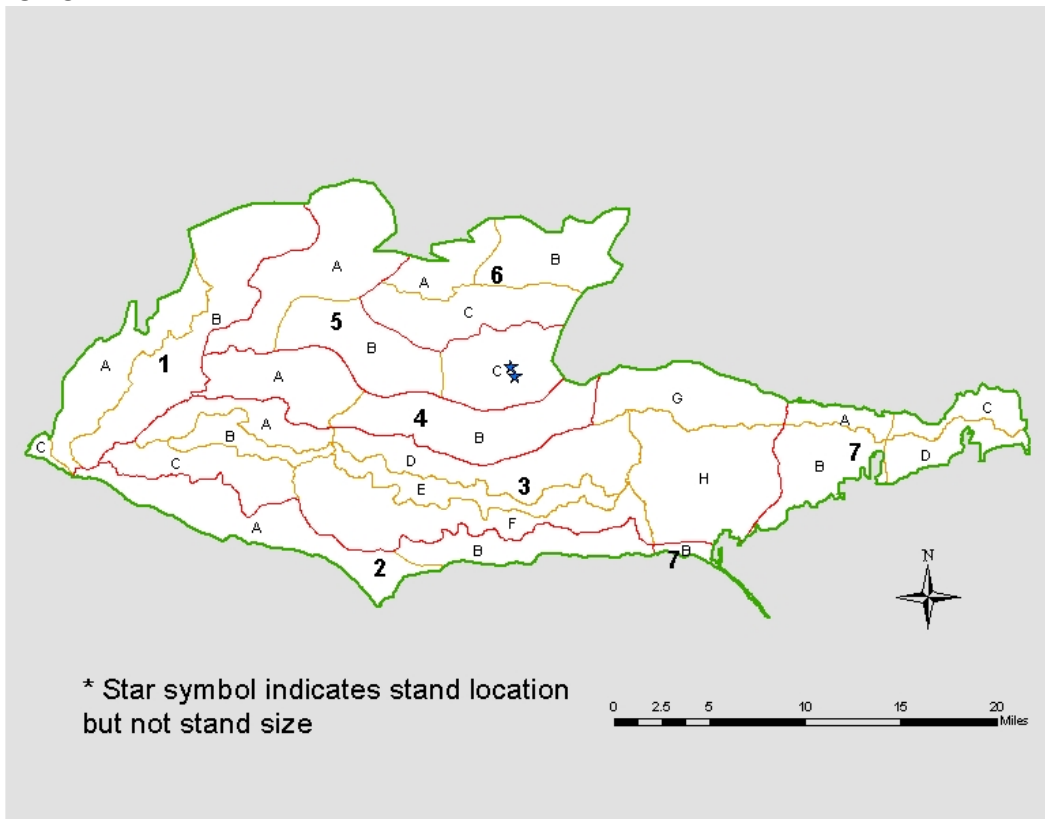 A
B
6
A
C
B
5
B
A
1
C
A
G
C
4
A
7
A
B
B
D
C
C
D
B
H
3
E
F
A
B
7
B
2
N
* Star symbol indicates stand location
but not stand size
0 2.5 5 10 15 20
Miles